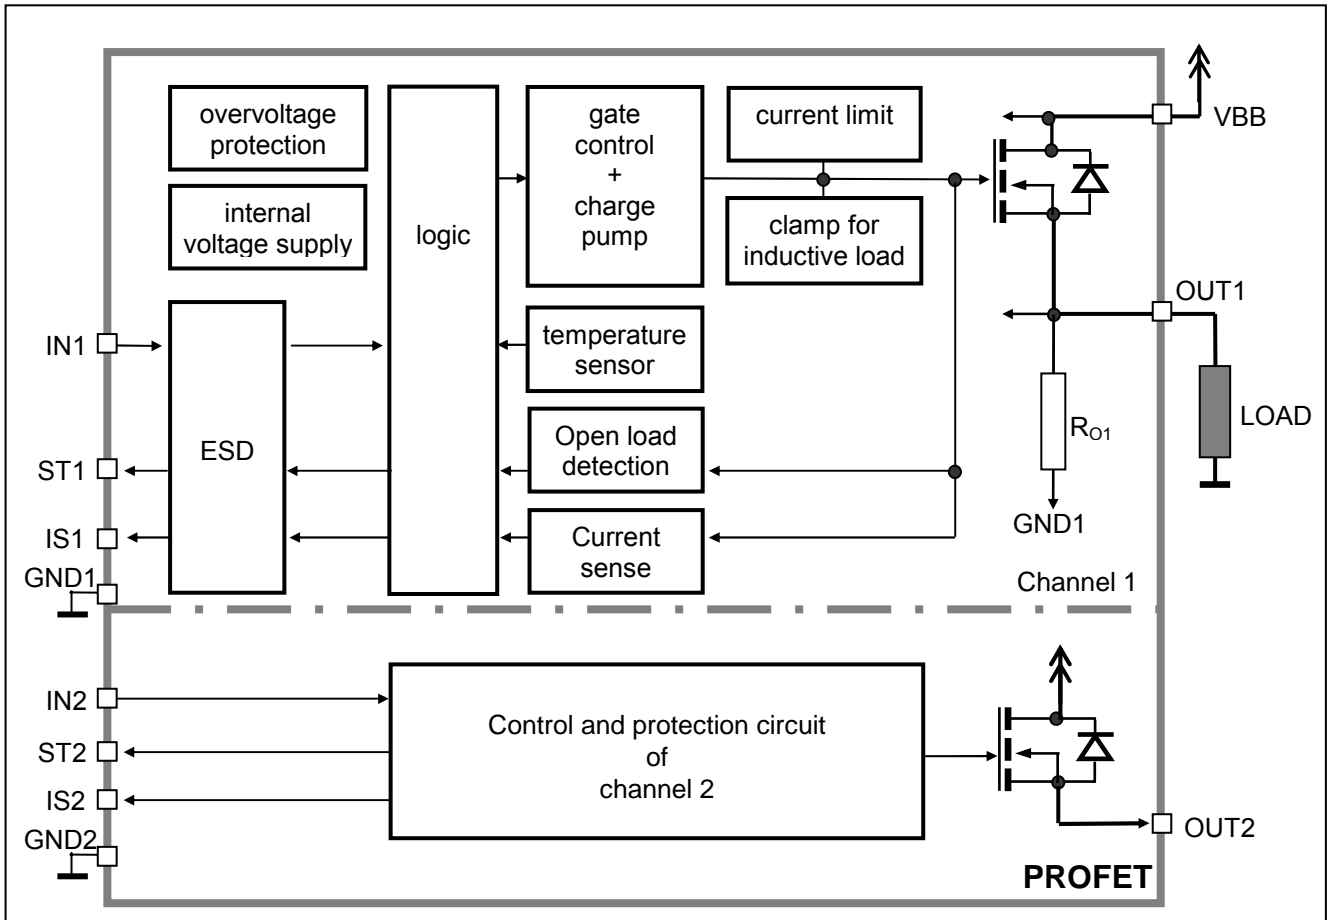 overvoltage
protection
internal
voltage supply
logic
gate
control
+
charge
pump
current limit
clamp for
inductive load
VBB
OUT1
IN1
ESD
temperature
sensor
LOAD
RO1
Open load
detection
ST1
IS1
Current
sense
GND1
GND1
Channel 1
IN2
ST2
IS2
GND2
Control and protection circuit
of
channel 2
OUT2
PROFET